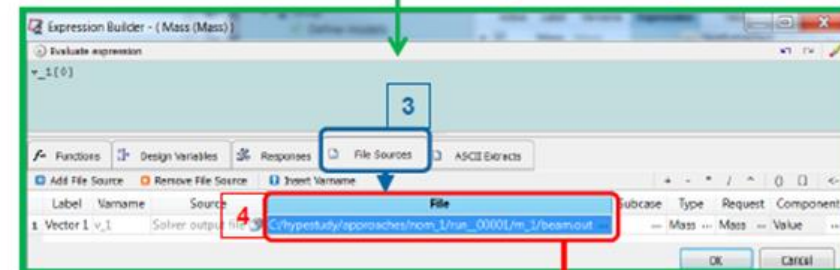 Expression Builder - ( Mass (Mass) )
Evaluate expression
v_1[0]
3
Functions Design Variables Responses File Sources ASCII Extracts
Add File Source Remove File Source Insert Varname + - * / ^ () [] <-
Label Varname Source File Subcase Type Request Component
1 Vector 1 v_1 Solver output file C:/hypestudy/approaches/nom_1/run__00001/m_1/beam.out ... ... Mass ... Mass ... Value ...
4
OK Cancel